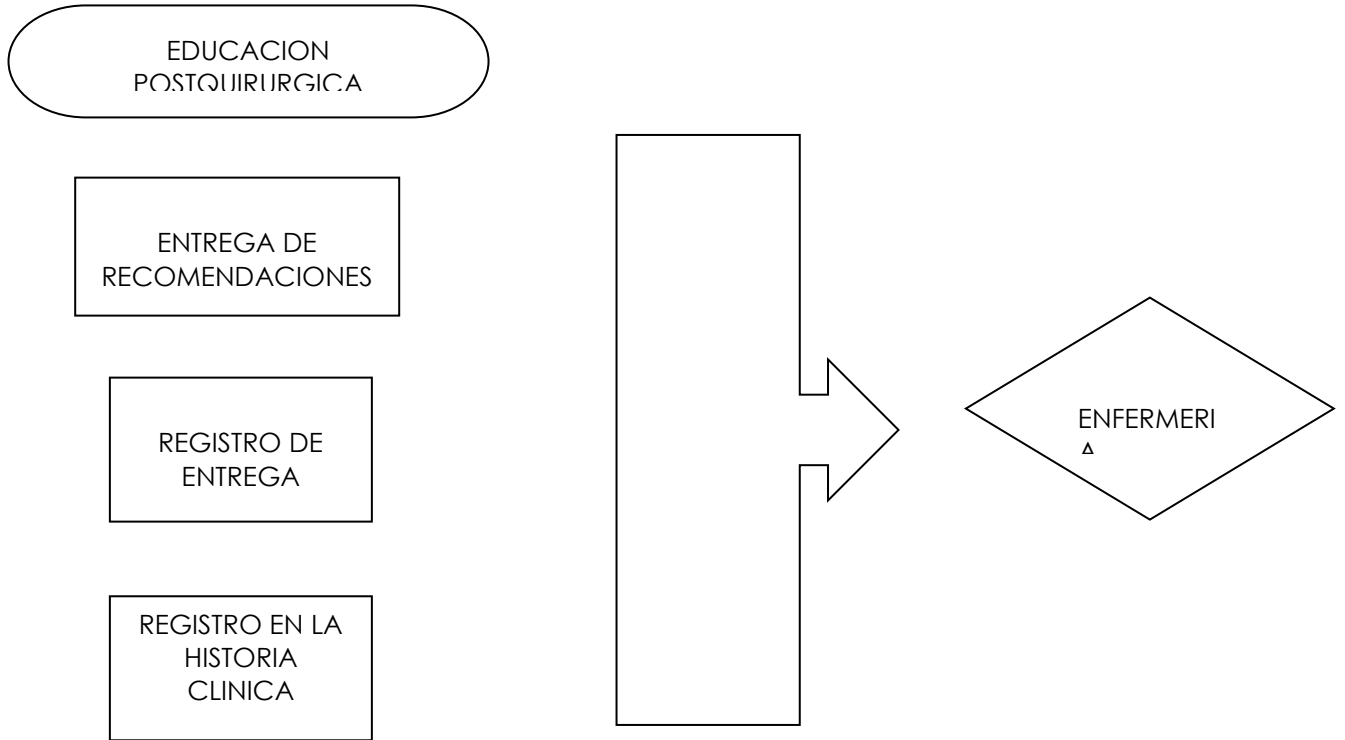 EDUCACION
POSTQUIRURGICA
ENTREGA DE
RECOMENDACIONES
REGISTRO DE
ENTREGA
REGISTRO EN LA
HISTORIA
CLINICA
ENFERMERI
A